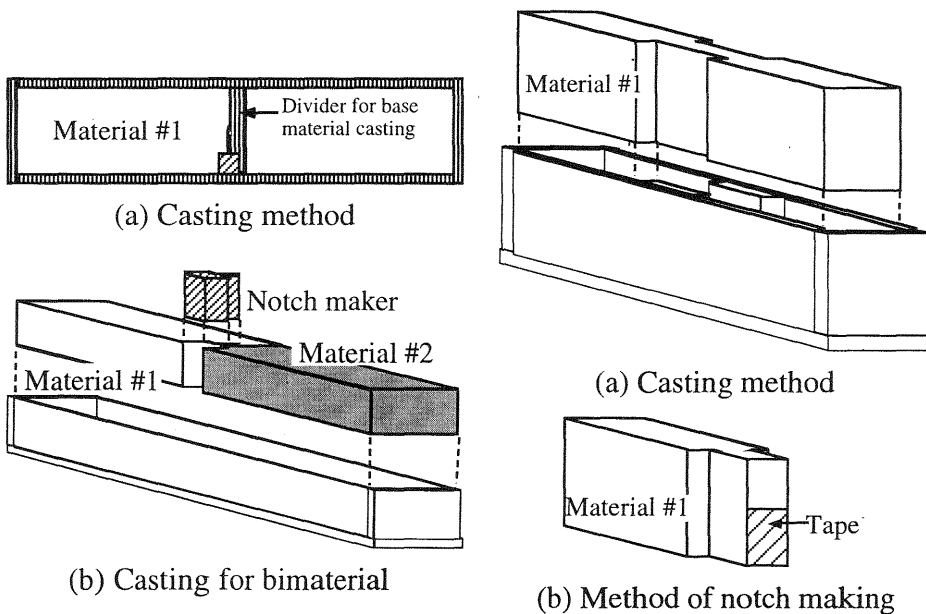 Material #1
Divider for base
material casting
(a) Casting method
Notch maker
Material #2
Material #1
(b) Casting for bimaterial
Material #1
(a) Casting method
Material #1
Tape
(b) Method of notch making